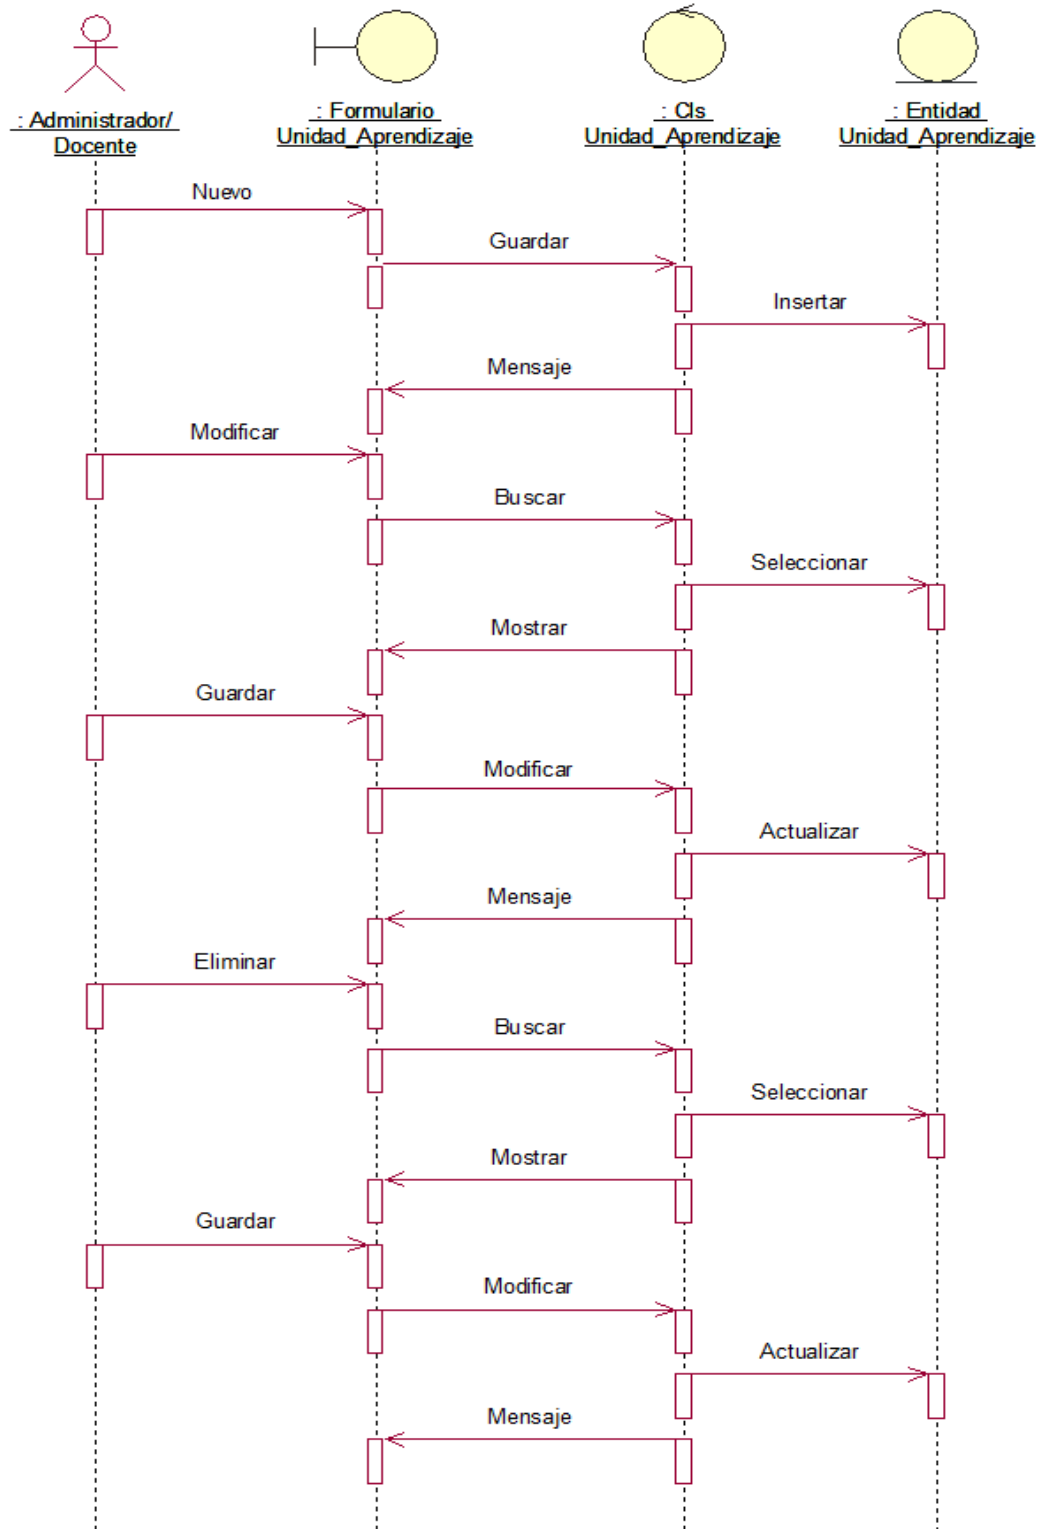 : Administrador/
Docente
: Formulario
Unidad_Aprendizaje
: Cls
Unidad_Aprendizaje
: Entidad
Unidad_Aprendizaje
Nuevo
Guardar
Insertar
Mensaje
Modificar
Buscar
Seleccionar
Mostrar
Guardar
Modificar
Actualizar
Mensaje
Eliminar
Buscar
Seleccionar
Mostrar
Guardar
Modificar
Actualizar
Mensaje